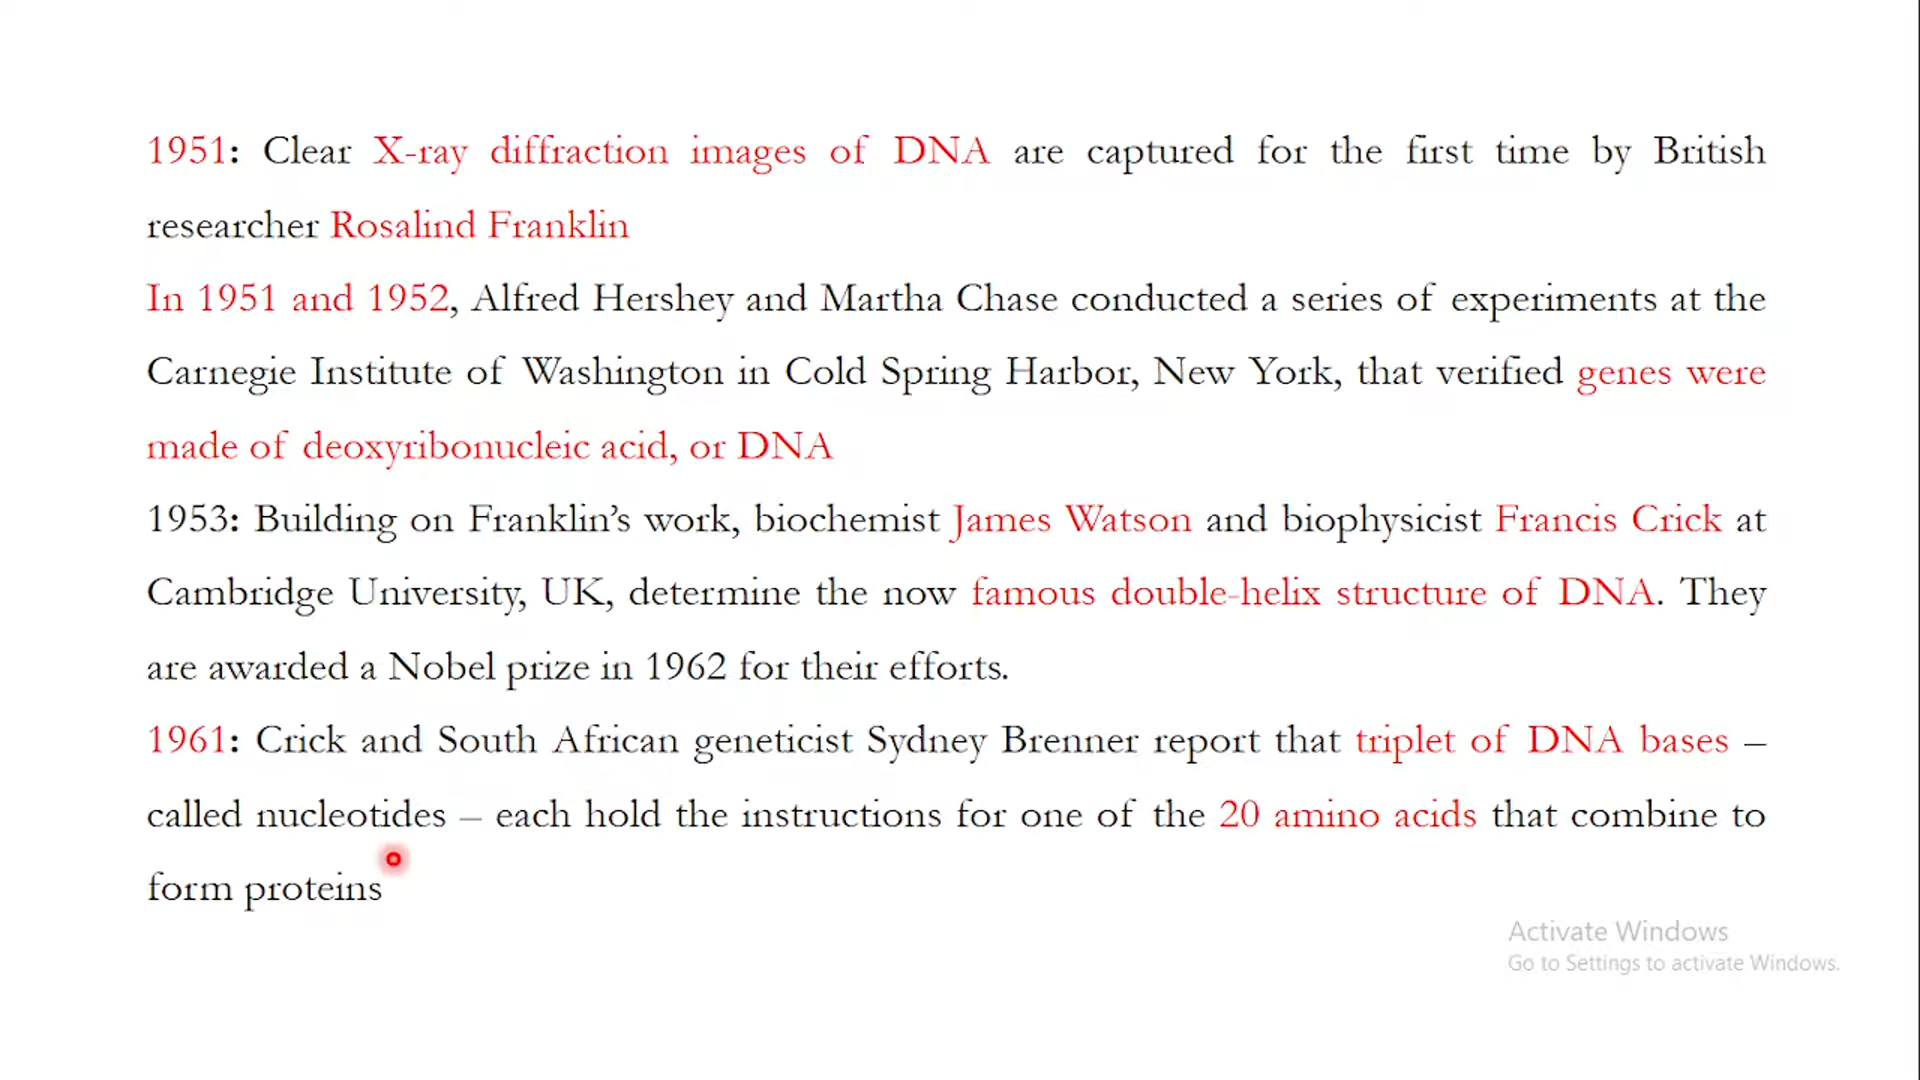 1951: Clear X-ray diffraction images of DNA are captured for the first time by British
researcher Rosalind Franklin
In 1951 and 1952, Alfred Hershey and Martha Chase conducted a series of experiments at the
Carnegie Institute of Washington in Cold Spring Harbor, New York, that verified genes were
made of deoxyribonucleic acid, or DNA
1953: Building on Franklin’s work, biochemist James Watson and biophysicist Francis Crick at
Cambridge University, UK, determine the now famous double-helix structure of DNA. They
are awarded a Nobel prize in 1962 for their efforts.
1961: Crick and South African geneticist Sydney Brenner report that triplet of DNA bases –
called nucleotides – each hold the instructions for one of the 20 amino acids that combine to
form proteins
Activate Windows
Go to Settings to activate Windows.